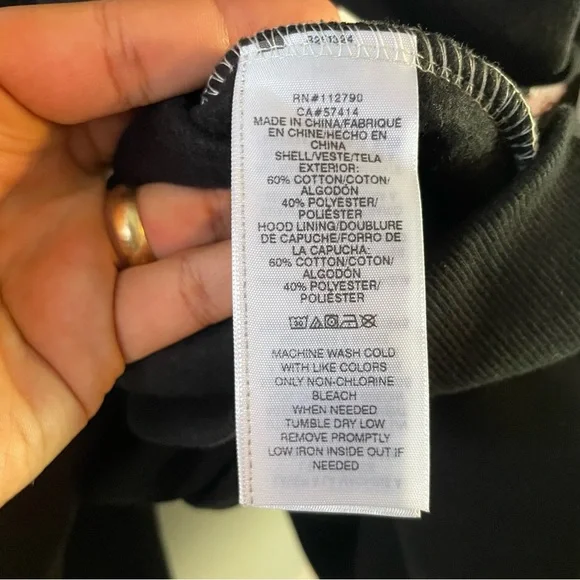 RN#112790
CA#57414
MADE IN CHINA/FABRIQUÉ
EN CHINE/HECHO EN
CHINA
SHELL/VESTE/TELA
EXTERIOR:
60% COTTON/COTON/
ALGODÓN
40% POLYESTER/
POLIÉSTER
HOOD LINING/DOUBLURE
DE CAPUCHE/FORRO DE
LA CAPUCHA:
60% COTTON/COTON/
ALGODÓN
40% POLYESTER/
POLIÉSTER
30
MACHINE WASH COLD
WITH LIKE COLORS
ONLY NON-CHLORINE
BLEACH
WHEN NEEDED
TUMBLE DRY LOW
REMOVE PROMPTLY
LOW IRON INSIDE OUT IF
NEEDED